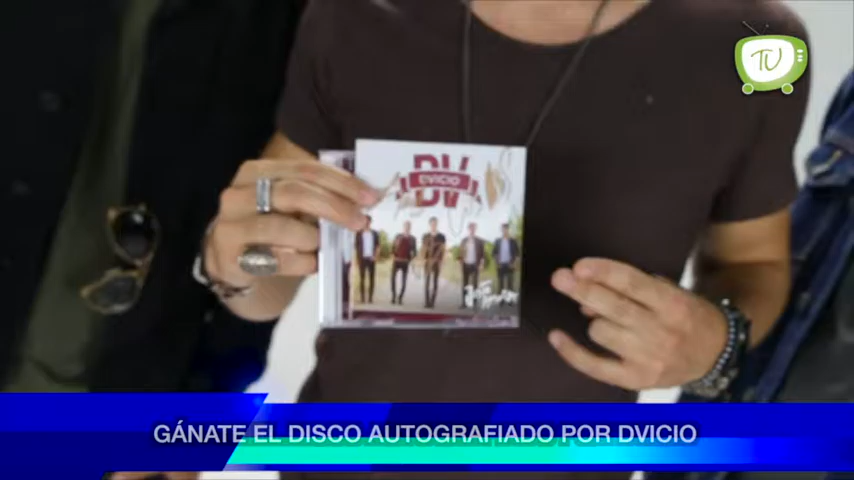 TV
DV
DVICIO
GÁNATE EL DISCO AUTOGRAFIADO POR DVICIO